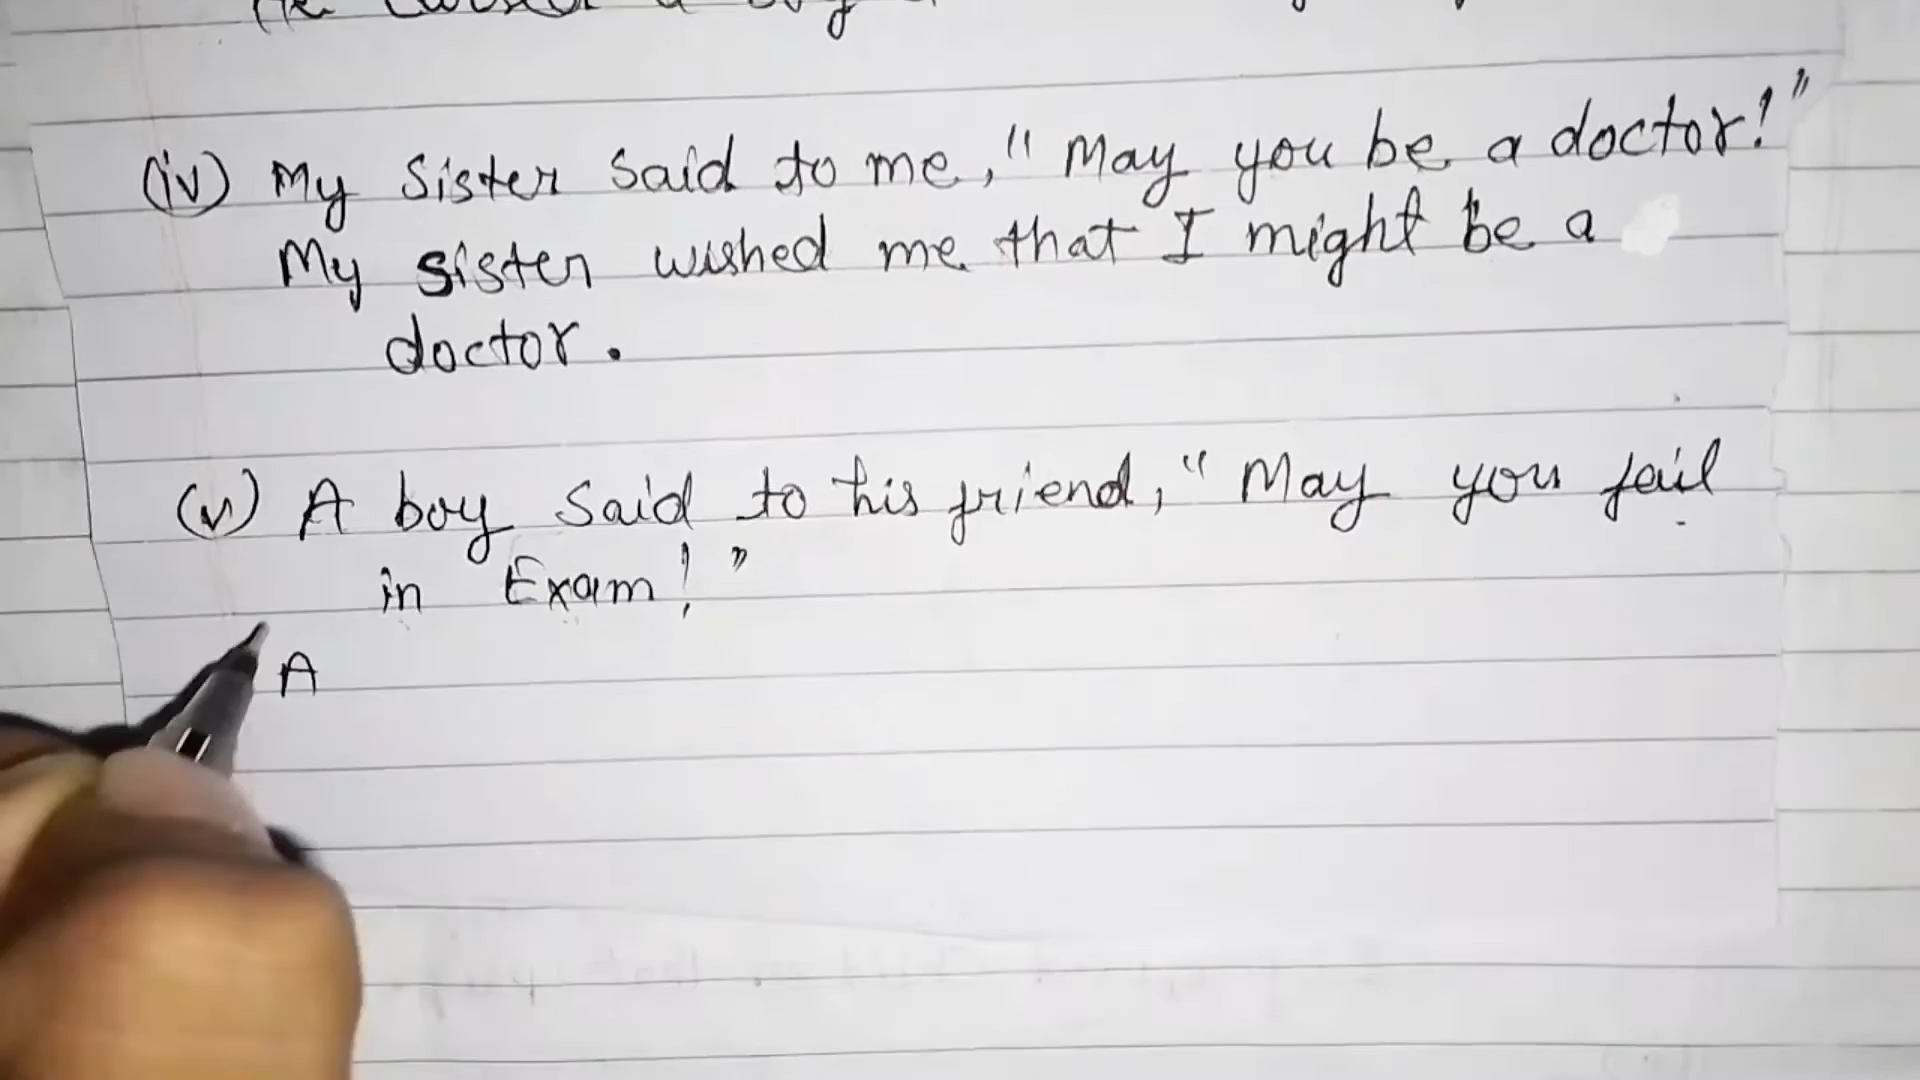 (iv) My Sister Said to me, "May you be a doctor!"
My sister wished me that I might be a
doctor.
(v) A boy said to his friend, "May you fail
in Exam!"
A